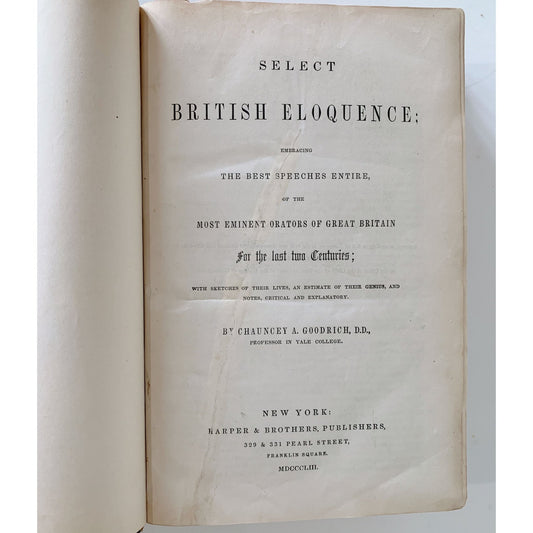 SELECT
BRITISH ELOQUENCE;
EMBRACING
THE BEST SPEECHES ENTIRE,
OF THE
MOST EMINENT ORATORS OF GREAT BRITAIN
For the last two Centuries;
WITH SKETCHES OF THEIR LIVES, AN ESTIMATE OF THEIR GENIUS, AND
NOTES, CRITICAL AND EXPLANATORY.
BY CHAUNCEY A. GOODRICH, D.D.,
PROFESSOR IN YALE COLLEGE.
NEW YORK:
HARPER & BROTHERS, PUBLISHERS,
329 & 331 PEARL STREET,
FRANKLIN SQUARE.
MDCCCLIII.